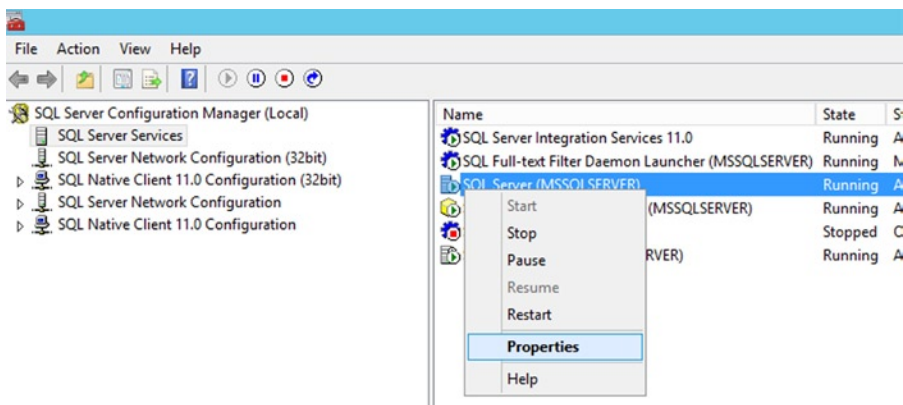 File Action View Help
SQL Server Configuration Manager (Local)
SQL Server Services
SQL Server Network Configuration (32bit)
SQL Native Client 11.0 Configuration (32bit)
SQL Server Network Configuration
SQL Native Client 11.0 Configuration
Name State
SQL Server Integration Services 11.0 Running
SQL Full-text Filter Daemon Launcher (MSSQLSERVER) Running
SQL Server (MSSQLSERVER) Running
(MSSQLSERVER) Running
Stopped
RVER) Running
Start
Stop
Pause
Resume
Restart
Properties
Help